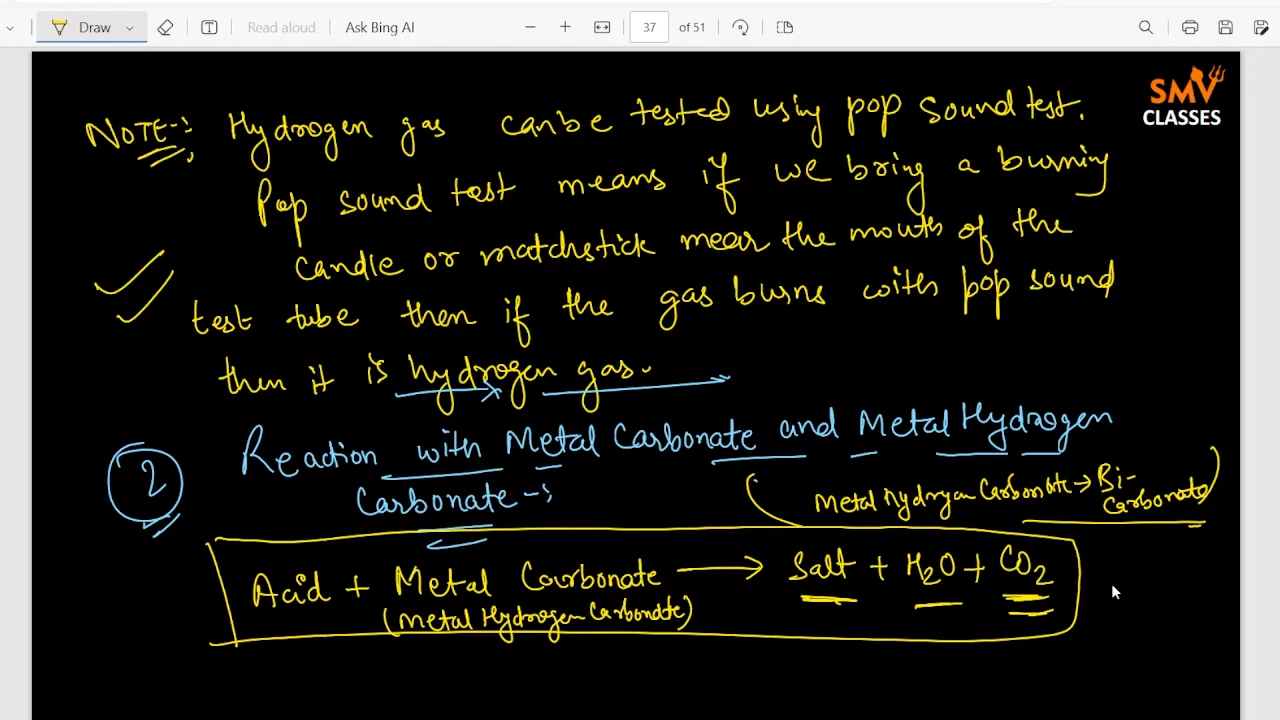 Draw
Read aloud
Ask Bing AI
37
of 51
SMV
CLASSES
NOTE-: Hydrogen gas canbe tested using pop sound test.
Pop sound test means if we bring a burning
candle or matchstick near the mouth of the
test tube then if the gas burns with pop sound
then it is hydrogen gas.
2 Reaction with Metal Carbonate and Metal Hydrogen
Carbonate -:
Metal hydrogen Carbonate → Bi-
Carbonate
Acid + Metal Carbonate → Salt + H2O + CO2
(Metal Hydrogen Carbonate)